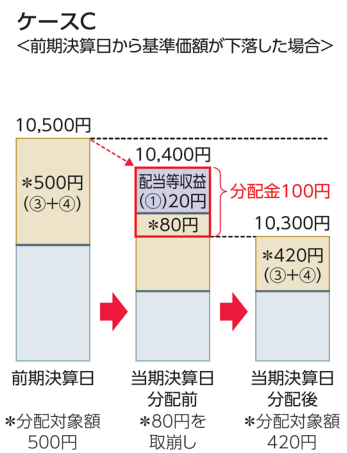 ケースC
<前期決算日から基準価額が下落した場合>
10,500円
10,400円
配当等収益
(①)20円
*500円
(③+④)
*80円
分配金100円
10,300円
*420円
(③+④)
前期決算日
当期決算日
分配前
当期決算日
分配後
*分配対象額
500円
*80円を
取崩し
*分配対象額
420円